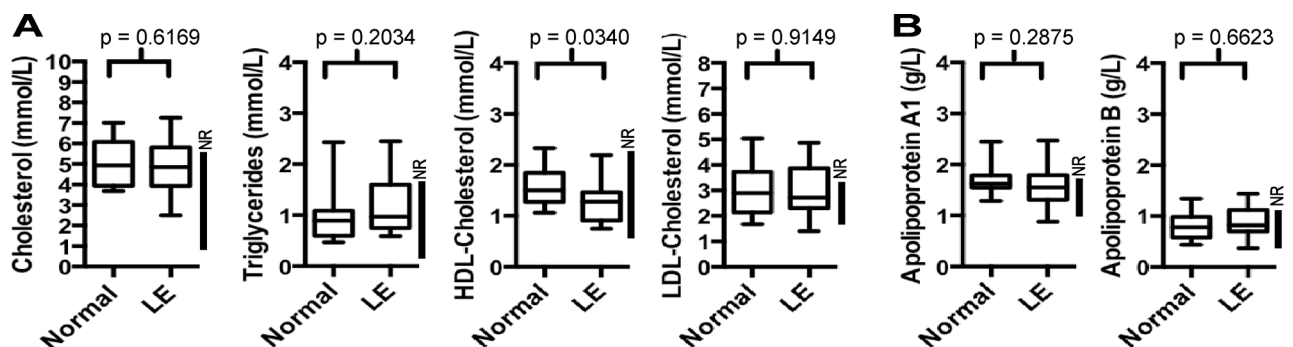 A
p = 0.6169
Cholesterol (mmol/L)
10
9
8
7
6
5
4
3
2
1
0
NR
Normal
LE
p = 0.2034
Triglycerides (mmol/L)
4
3
2
1
0
NR
Normal
LE
p = 0.0340
HDL-Cholesterol (mmol/L)
4
3
2
1
0
NR
Normal
LE
p = 0.9149
LDL-Cholesterol (mmol/L)
8
7
6
5
4
3
2
1
0
NR
Normal
LE
B
p = 0.2875
Apolipoprotein A1 (g/L)
4
3
2
1
0
NR
Normal
LE
p = 0.6623
Apolipoprotein B (g/L)
4
3
2
1
0
NR
Normal
LE